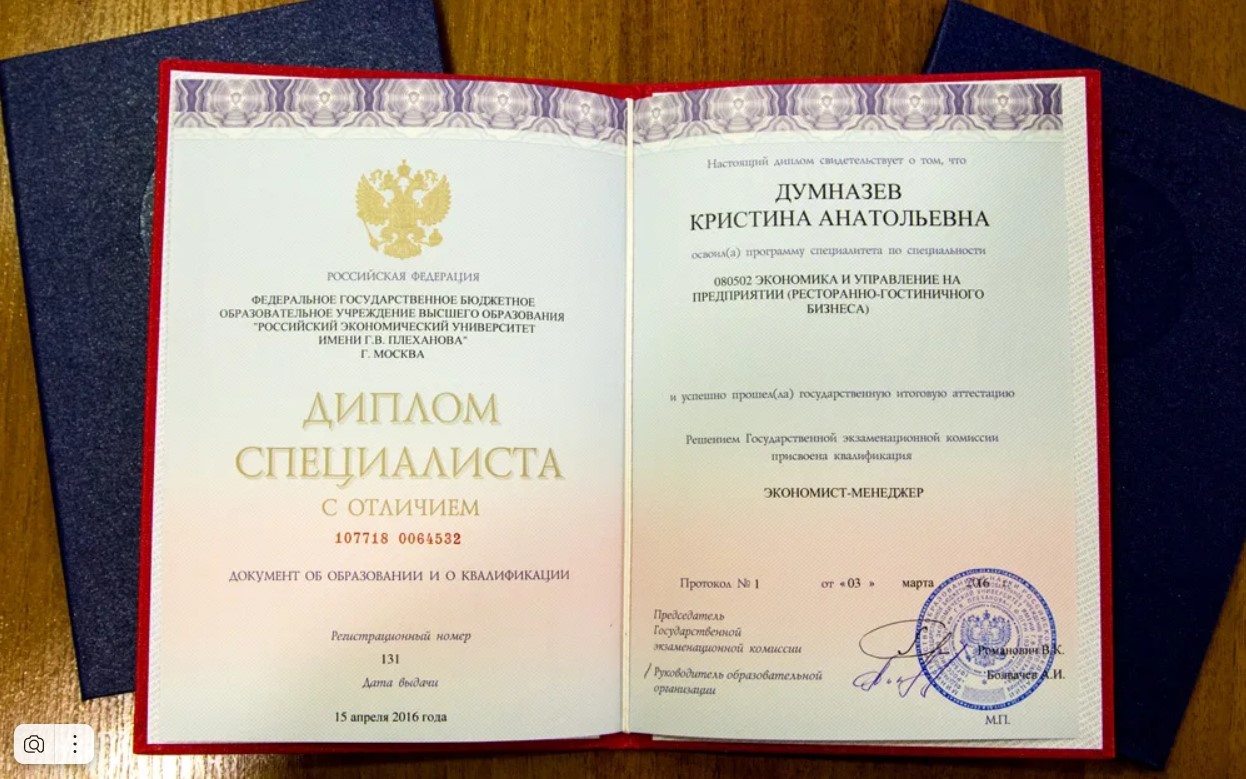 РОССИЙСКАЯ ФЕДЕРАЦИЯ
ФЕДЕРАЛЬНОЕ ГОСУДАРСТВЕННОЕ БЮДЖЕТНОЕ
ОБРАЗОВАТЕЛЬНОЕ УЧРЕЖДЕНИЕ ВЫСШЕГО ОБРАЗОВАНИЯ
"РОССИЙСКИЙ ЭКОНОМИЧЕСКИЙ УНИВЕРСИТЕТ
ИМЕНИ Г.В. ПЛЕХАНОВА"
Г. МОСКВА
ДИПЛОМ
СПЕЦИАЛИСТА
С ОТЛИЧИЕМ
107718 0064532
ДОКУМЕНТ ОБ ОБРАЗОВАНИИ И О КВАЛИФИКАЦИИ
Регистрационный номер
131
Дата выдачи
15 апреля 2016 года
Настоящий диплом свидетельствует о том, что
ДУМНАЗЕВ
КРИСТИНА АНАТОЛЬЕВНА
освоил(а) программу специалитета по специальности
080502 ЭКОНОМИКА И УПРАВЛЕНИЕ НА
ПРЕДПРИЯТИИ (РЕСТОРАННО-ГОСТИНИЧНОГО
БИЗНЕСА)
и успешно прошел(ла) государственную итоговую аттестацию
Решением Государственной экзаменационной комиссии
присвоена квалификация
ЭКОНОМИСТ-МЕНЕДЖЕР
Протокол № 1 от «03 » марта 2016 г.
Председатель
Государственной
экзаменационной комиссии Романович В.К.
/ Руководитель образовательной А.И.
организации
М.П.